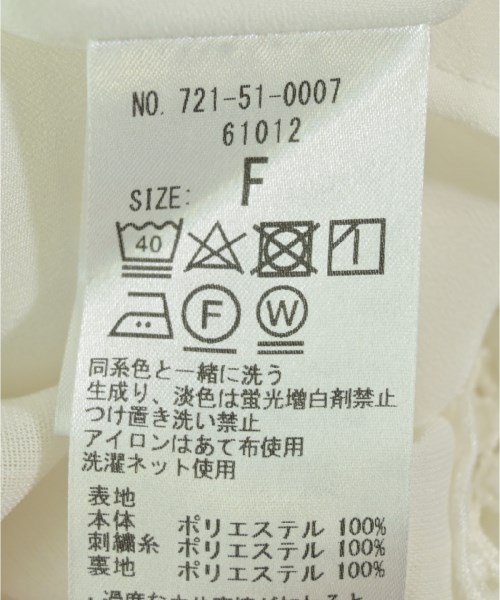 NO. 721-51-0007
61012
SIZE: F
40
F W
同系色と一緒に洗う
生成り、淡色は蛍光増白剤禁止
つけ置き洗い禁止
アイロンはあて布使用
洗濯ネット使用
表地
本体 ポリエステル 100%
刺繍糸 ポリエステル 100%
裏地 ポリエステル 100%